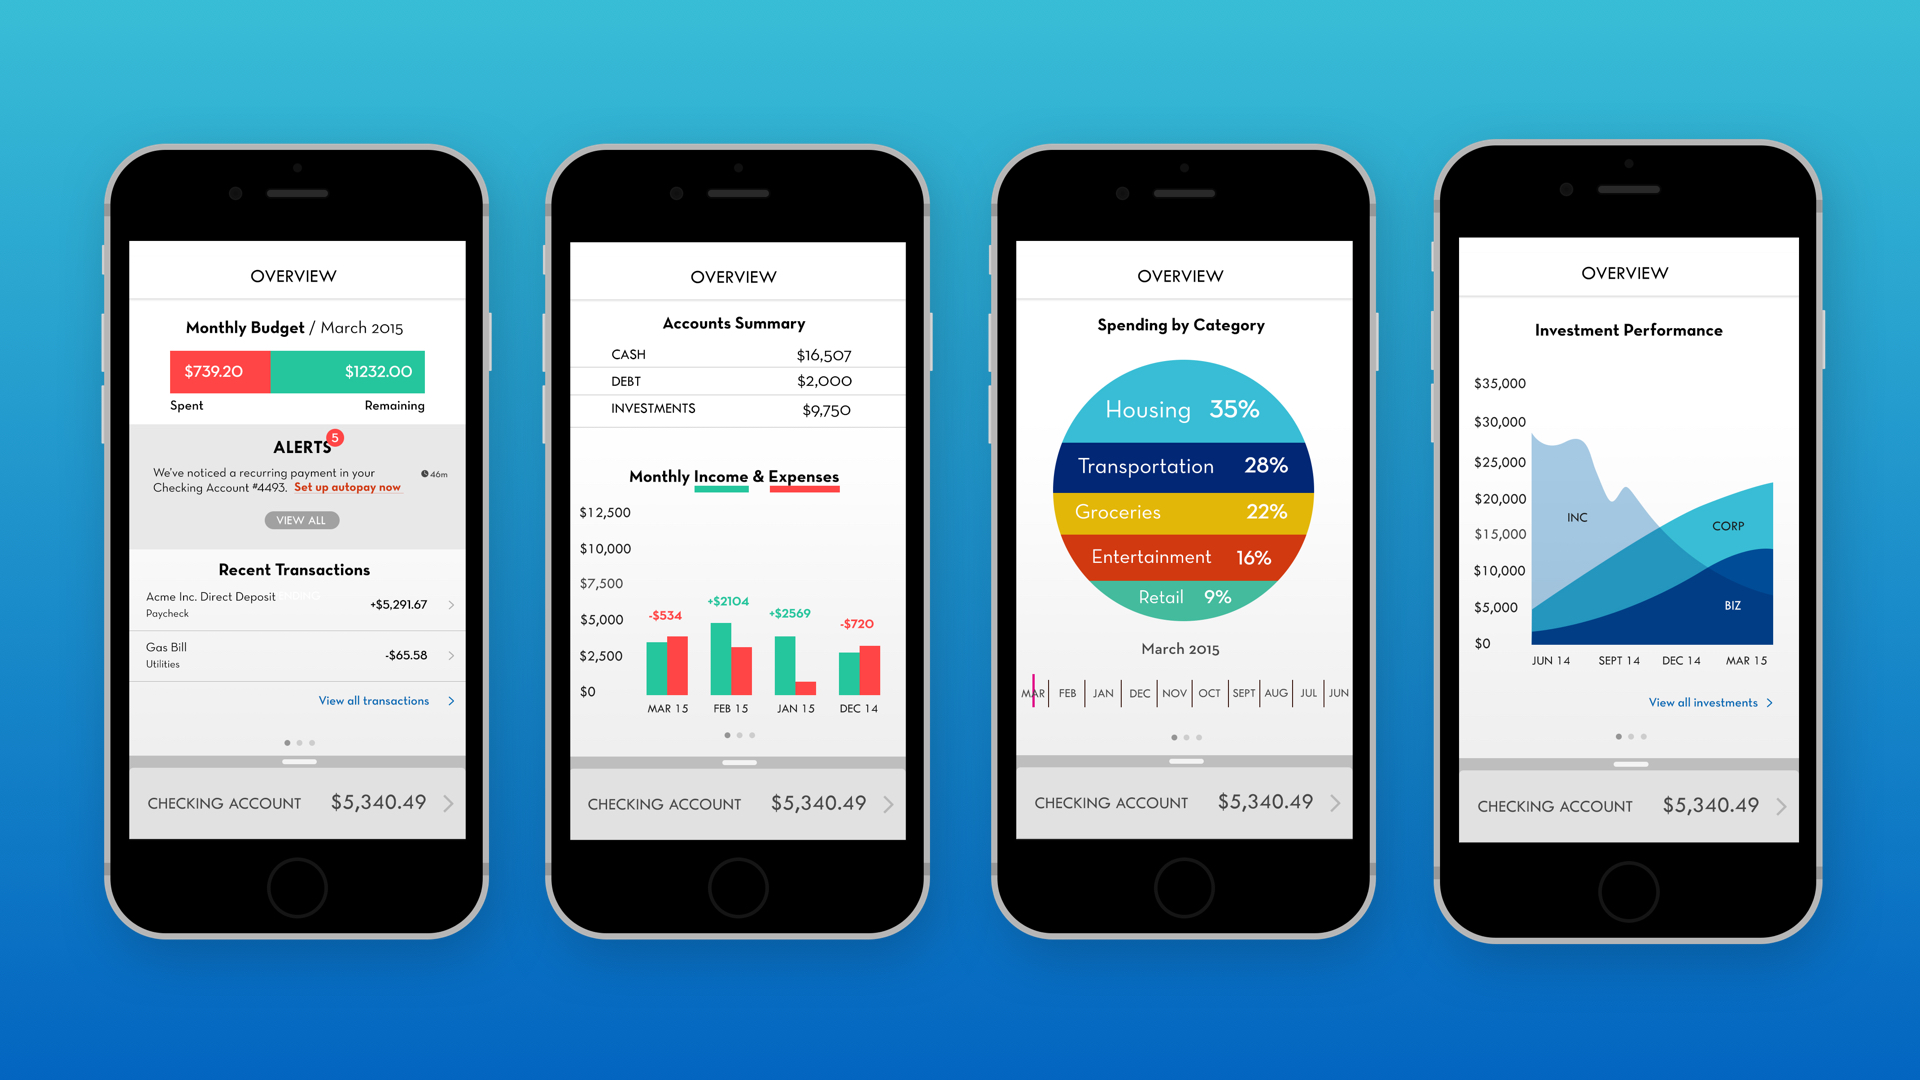 OVERVIEW
Monthly Budget / March 2015
$739.20 $1232.00
Spent Remaining
ALERTS 5
We've noticed a recurring payment in your 46m
Checking Account #4493. Set up autopay now
VIEW ALL
Recent Transactions
Acme Inc. Direct Deposit PENDING
Paycheck +$5,291.67
Gas Bill
Utilities -$65.58
View all transactions >
CHECKING ACCOUNT $5,340.49 >
OVERVIEW
Accounts Summary
CASH $16,507
DEBT $2,000
INVESTMENTS $9,750
Monthly Income & Expenses
$12,500
$10,000
$7,500
$5,000
$2,500
$0
-$534 +$2104 +$2569 -$720
MAR 15 FEB 15 JAN 15 DEC 14
CHECKING ACCOUNT $5,340.49 >
OVERVIEW
Spending by Category
Housing 35%
Transportation 28%
Groceries 22%
Entertainment 16%
Retail 9%
March 2015
MAR FEB JAN DEC NOV OCT SEPT AUG JUL JUN
CHECKING ACCOUNT $5,340.49 >
OVERVIEW
Investment Performance
$35,000
$30,000
$25,000
$20,000
$15,000
$10,000
$5,000
$0
INC
CORP
BIZ
JUN 14 SEPT 14 DEC 14 MAR 15
View all investments >
CHECKING ACCOUNT $5,340.49 >